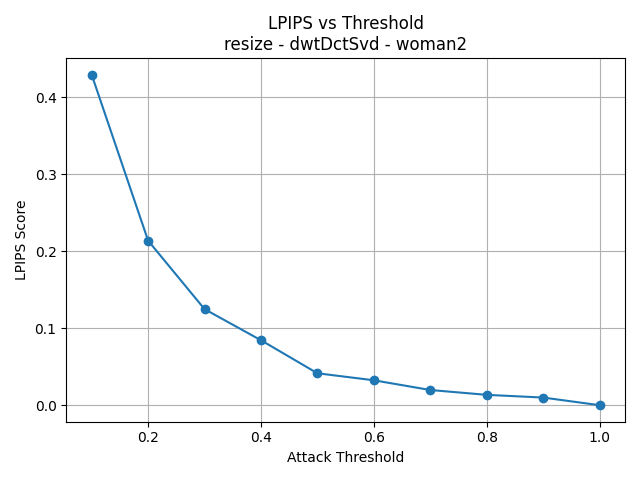 LPIPS vs Threshold
resize - dwtDctSvd - woman2
LPIPS Score
0.4
0.3
0.2
0.1
0.0
0.2 0.4 0.6 0.8 1.0
Attack Threshold